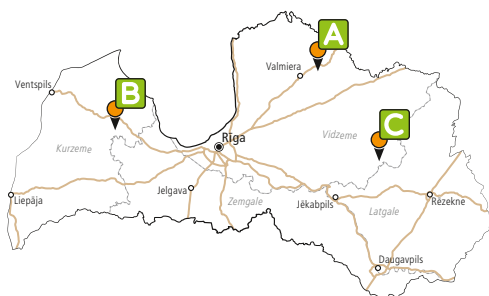 A
Valmiera
Ventspils
B
C
Rīga
Vidzeme
Kurzeme
Jelgava
Liepāja
Zemgale
Jēkabpils
Rēzekne
Latgale
Daugavpils